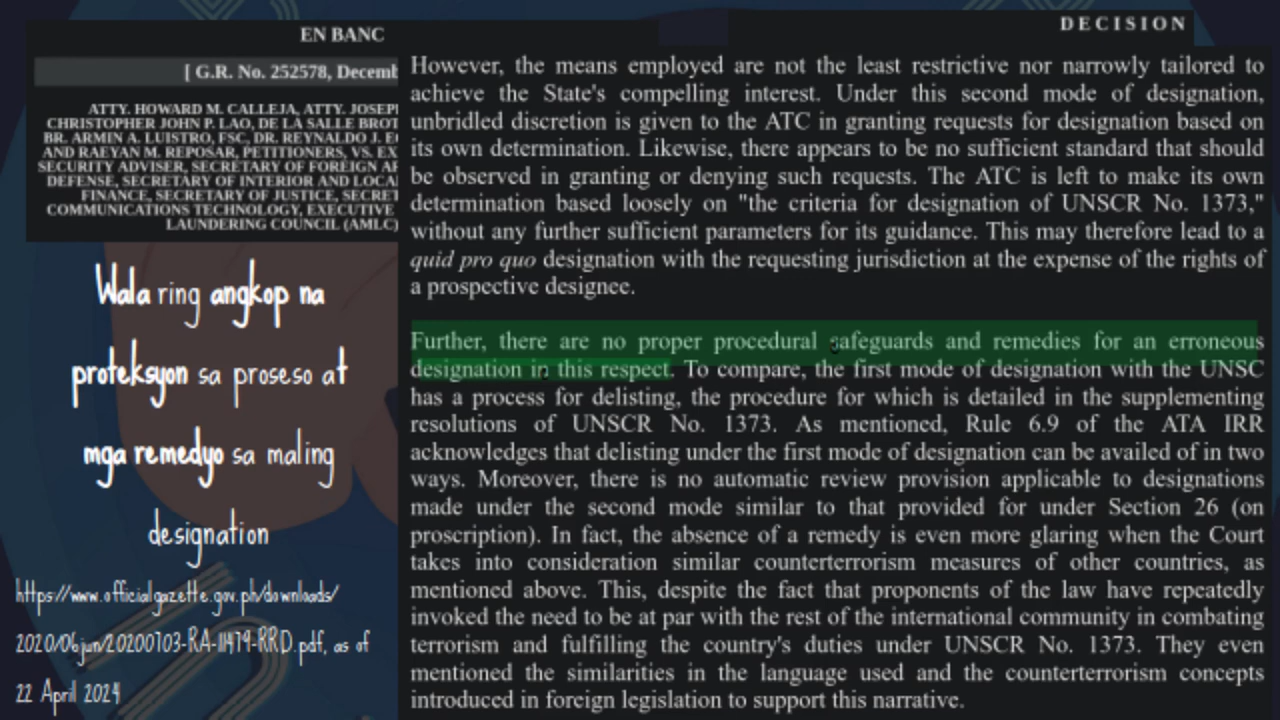 EN BANC
[ G.R. No. 252578, Decemb
ATTY. HOWARD M. CALLEJA, ATTY. JOSEP
CHRISTOPHER JOHN P. LAO, DE LA SALLE BROT
BR. ARMIN A. LUISTRO, FSC, DR. REYNALDO J. E
AND RAEYAN M. REPOSAR, PETITIONERS, VS. EX
SECURITY ADVISER, SECRETARY OF FOREIGN AF
DEFENSE, SECRETARY OF INTERIOR AND LOCA
FINANCE, SECRETARY OF JUSTICE, SECRET
COMMUNICATIONS TECHNOLOGY, EXECUTIVE
LAUNDERING COUNCIL (AMLC)
Wala ring angkop na
proteksyon sa proseso at
mga remedyo sa maling
designation
https://www.officialgazette.gov.ph/downloads/
2020/06jun/20200703-RA-11479-RRD.pdf, as of
22 April 2024
DECISION
However, the means employed are not the least restrictive nor narrowly tailored to
achieve the State's compelling interest. Under this second mode of designation,
unbridled discretion is given to the ATC in granting requests for designation based on
its own determination. Likewise, there appears to be no sufficient standard that should
be observed in granting or denying such requests. The ATC is left to make its own
determination based loosely on "the criteria for designation of UNSCR No. 1373,"
without any further sufficient parameters for its guidance. This may therefore lead to a
quid pro quo designation with the requesting jurisdiction at the expense of the rights of
a prospective designee.
Further, there are no proper procedural safeguards and remedies for an erroneous
designation in this respect. To compare, the first mode of designation with the UNSC
has a process for delisting, the procedure for which is detailed in the supplementing
resolutions of UNSCR No. 1373. As mentioned, Rule 6.9 of the ATA IRR
acknowledges that delisting under the first mode of designation can be availed of in two
ways. Moreover, there is no automatic review provision applicable to designations
made under the second mode similar to that provided for under Section 26 (on
proscription). In fact, the absence of a remedy is even more glaring when the Court
takes into consideration similar counterterrorism measures of other countries, as
mentioned above. This, despite the fact that proponents of the law have repeatedly
invoked the need to be at par with the rest of the international community in combating
terrorism and fulfilling the country's duties under UNSCR No. 1373. They even
mentioned the similarities in the language used and the counterterrorism concepts
introduced in foreign legislation to support this narrative.